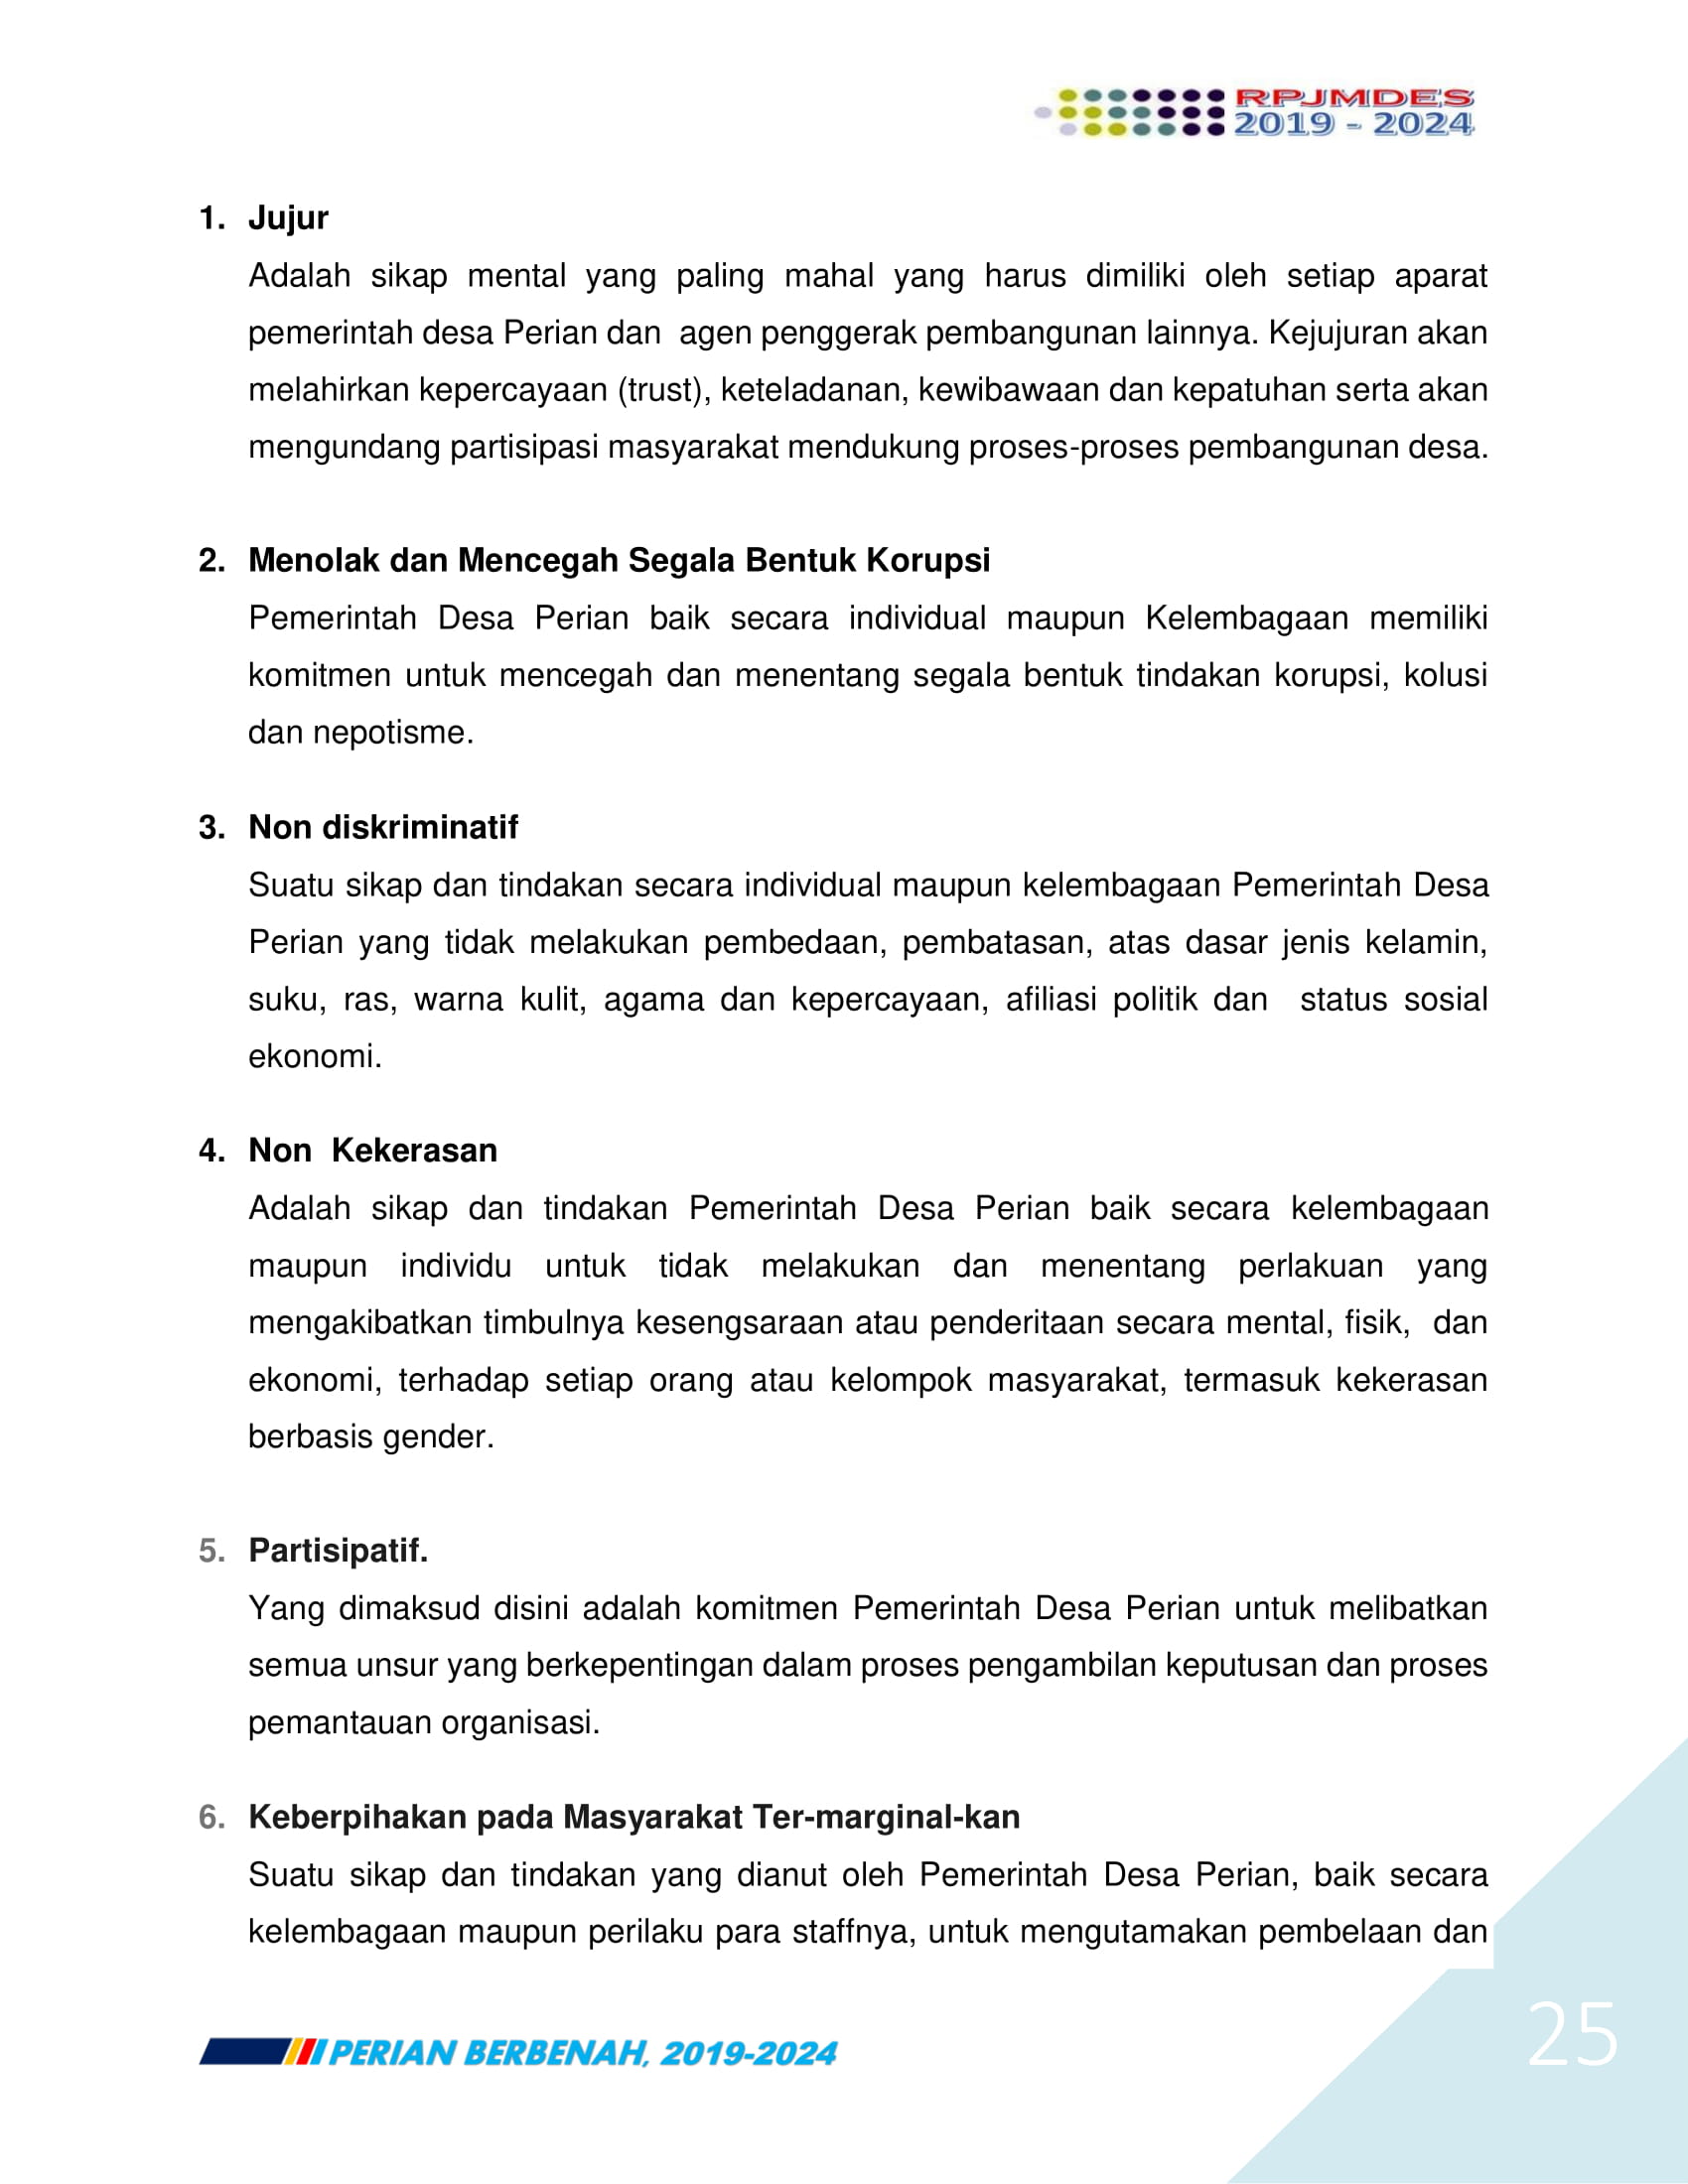 RPJMDES
2019 - 2024
1. Jujur
Adalah sikap mental yang paling mahal yang harus dimiliki oleh setiap aparat
pemerintah desa Perian dan agen penggerak pembangunan lainnya. Kejujuran akan
melahirkan kepercayaan (trust), keteladanan, kewibawaan dan kepatuhan serta akan
mengundang partisipasi masyarakat mendukung proses-proses pembangunan desa.
2. Menolak dan Mencegah Segala Bentuk Korupsi
Pemerintah Desa Perian baik secara individual maupun Kelembagaan memiliki
komitmen untuk mencegah dan menentang segala bentuk tindakan korupsi, kolusi
dan nepotisme.
3. Non diskriminatif
Suatu sikap dan tindakan secara individual maupun kelembagaan Pemerintah Desa
Perian yang tidak melakukan pembedaan, pembatasan, atas dasar jenis kelamin,
suku, ras, warna kulit, agama dan kepercayaan, afiliasi politik dan status sosial
ekonomi.
4. Non Kekerasan
Adalah sikap dan tindakan Pemerintah Desa Perian baik secara kelembagaan
maupun individu untuk tidak melakukan dan menentang perlakuan yang
mengakibatkan timbulnya kesengsaraan atau penderitaan secara mental, fisik, dan
ekonomi, terhadap setiap orang atau kelompok masyarakat, termasuk kekerasan
berbasis gender.
5. Partisipatif.
Yang dimaksud disini adalah komitmen Pemerintah Desa Perian untuk melibatkan
semua unsur yang berkepentingan dalam proses pengambilan keputusan dan proses
pemantauan organisasi.
6. Keberpihakan pada Masyarakat Ter-marginal-kan
Suatu sikap dan tindakan yang dianut oleh Pemerintah Desa Perian, baik secara
kelembagaan maupun perilaku para staffnya, untuk mengutamakan pembelaan dan
PERIAN BERBENAH, 2019-2024
25